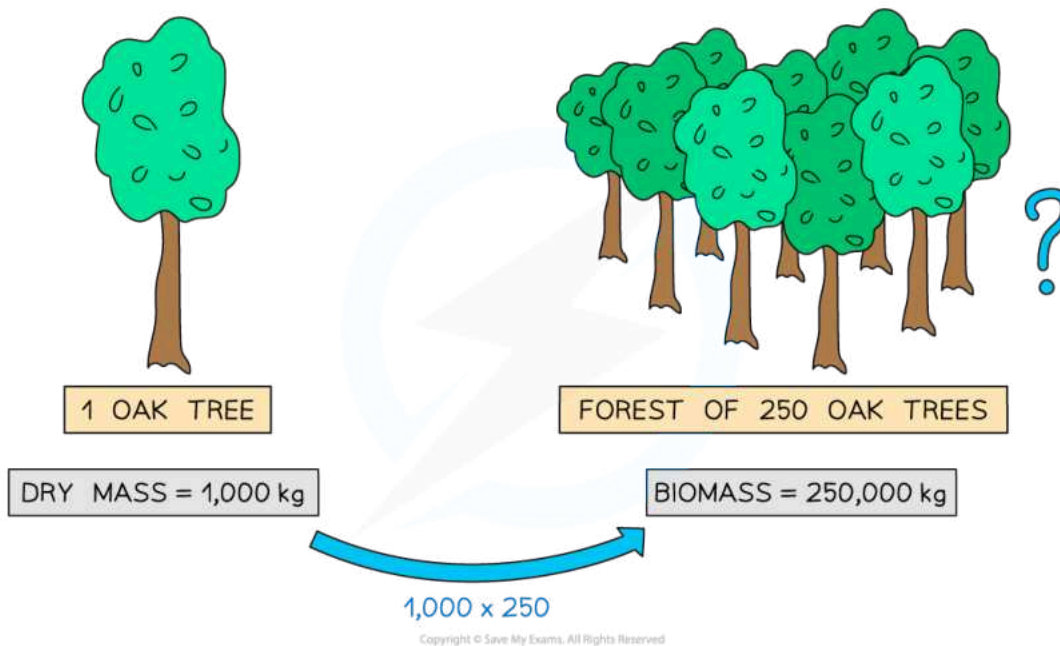 1 OAK TREE
FOREST OF 250 OAK TREES
?
DRY MASS = 1,000 kg
BIOMASS = 250,000 kg
1,000 x 250
Copyright © Save My Exams. All Rights Reserved